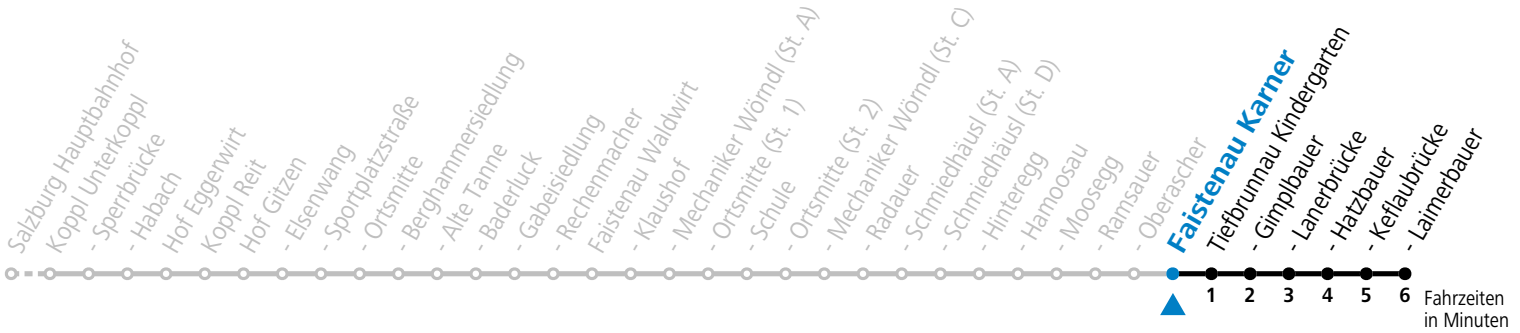 Salzburg Hauptbahnhof
Koppl Unterkoppl
- Sperrbrücke
- Habach
Hof Eggerwirt
Koppl Reit
Hof Gitzen
- Elsenwang
- Sportplatzstraße
- Ortsmitte
- Berghammersiedlung
- Alte Tanne
- Baderluck
- Gabeisiedlung
- Rechenmacher
Faistenau Waldwirt
- Klaushof
- Mechaniker Wörndl (St. A)
- Ortsmitte (St. 1)
- Schule
- Ortsmitte (St. 2)
- Mechaniker Wörndl (St. C)
- Radauer
- Schmiedhäusl (St. A)
- Schmiedhäusl (St. D)
- Hinteregg
- Hamoosau
- Moosegg
- Ramsauer
- Oberascher
Faistenau Karner
Tiefbrunnau Kindergarten
- Gimplbauer
- Lanerbrücke
- Hatzbauer
- Keflaubrücke
- Laimerbauer
1 2 3 4 5 6 Fahrzeiten
in Minuten